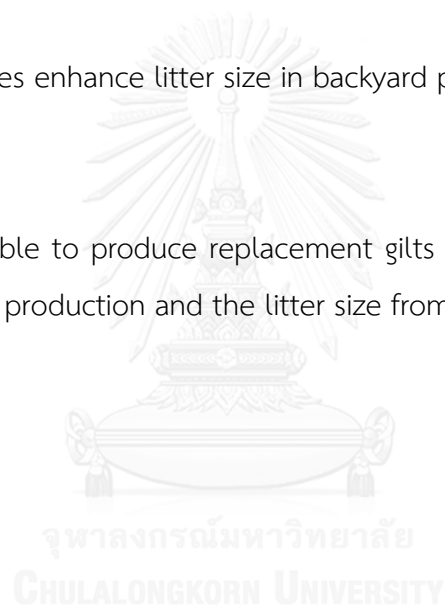 es enhance litter size in backyard p
ble to produce replacement gilts
production and the litter size from
จุฬาลงกรณ์มหาวิทยาลัย
CHULALONGKORN UNIVERSITY